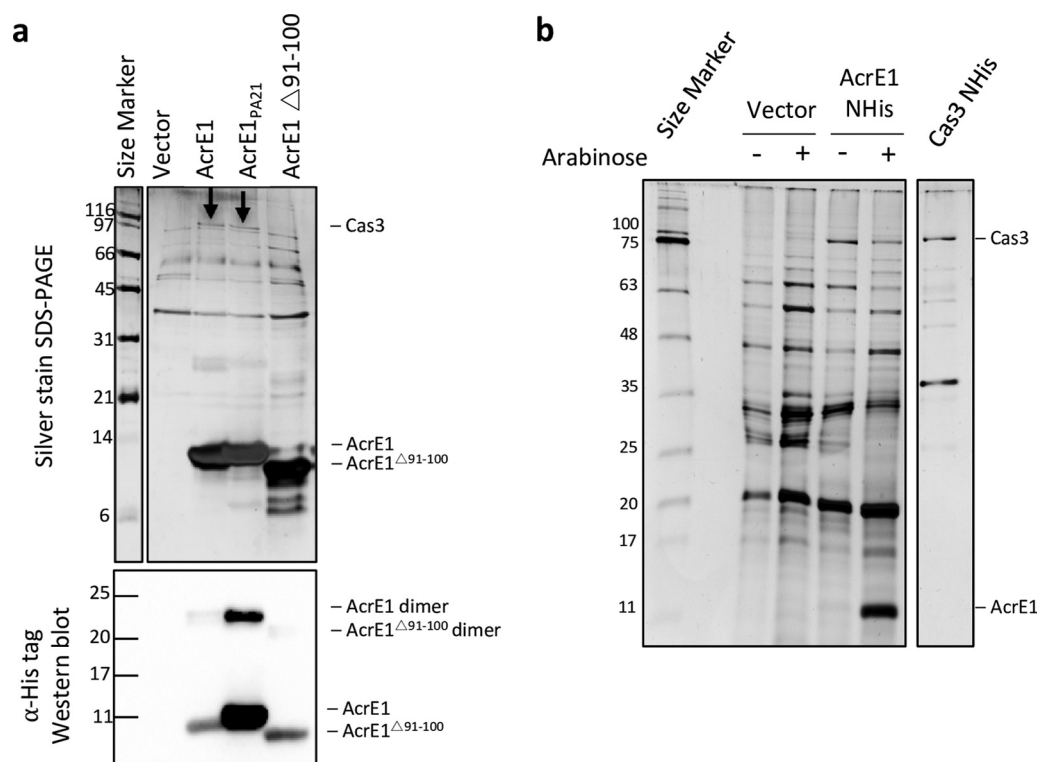 a
Size Marker
Vector
AcrE1
AcrE1PA21
AcrE1 △91-100
Silver stain SDS-PAGE
116
97
66
45
31
21
14
6
Cas3
AcrE1
AcrE1△91-100
α-His tag
Western blot
25
20
17
11
AcrE1 dimer
AcrE1△91-100 dimer
AcrE1
AcrE1△91-100
b
Size Marker
Vector
AcrE1
NHis
Cas3 NHis
Arabinose - + - +
100
75
63
48
35
25
20
17
11
Cas3
AcrE1